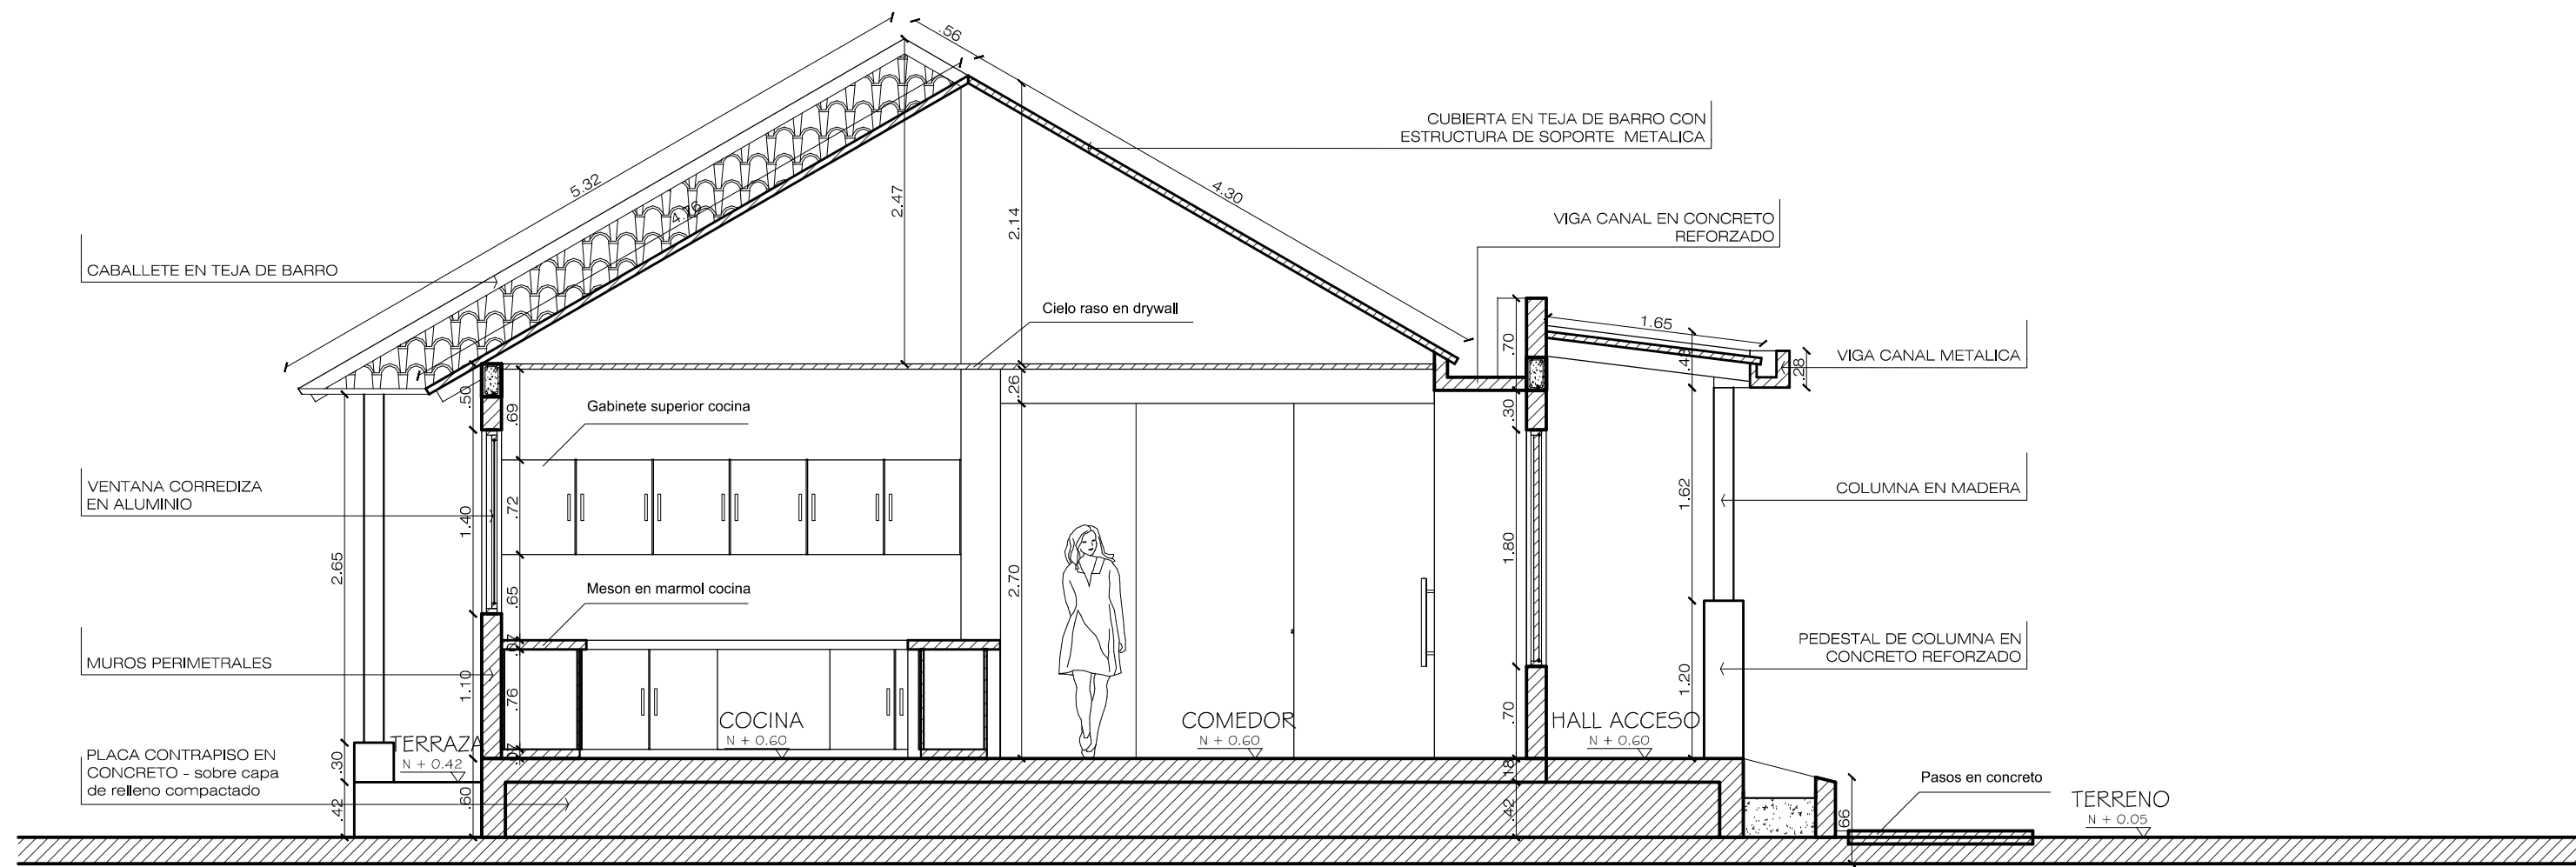 .56
5.32
4.76
2.47
2.14
4.30
CUBIERTA EN TEJA DE BARRO CON
ESTRUCTURA DE SOPORTE METALICA
VIGA CANAL EN CONCRETO
REFORZADO
CABALLETE EN TEJA DE BARRO
Cielo raso en drywall
1.65
.70
.28
VIGA CANAL METALICA
.50
.69
.26
.30
Gabinete superior cocina
VENTANA CORREDIZA
EN ALUMINIO
1.40
.72
1.62
COLUMNA EN MADERA
2.65
.65
2.70
1.80
Meson en marmol cocina
.07
MUROS PERIMETRALES
1.10
.76
1.20
PEDESTAL DE COLUMNA EN
CONCRETO REFORZADO
.70
TERRAZA
N + 0.42
COCINA
N + 0.60
COMEDOR
N + 0.60
HALL ACCESO
N + 0.60
PLACA CONTRAPISO EN
CONCRETO - sobre capa
de relleno compactado
.30
.42
.60
.07
.18
.42
.66
Pasos en concreto
TERRENO
N + 0.05